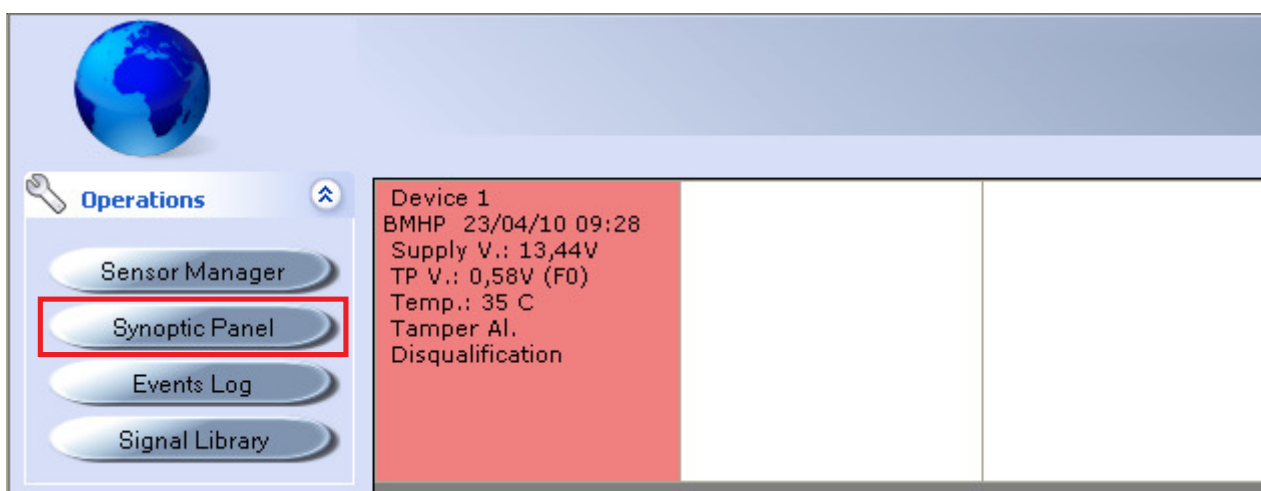 Operations
Sensor Manager
Synoptic Panel
Events Log
Signal Library
Device 1
BMHP 23/04/10 09:28
Supply V.: 13,44V
TP V.: 0,58V (F0)
Temp.: 35 C
Tamper Al.
Disqualification